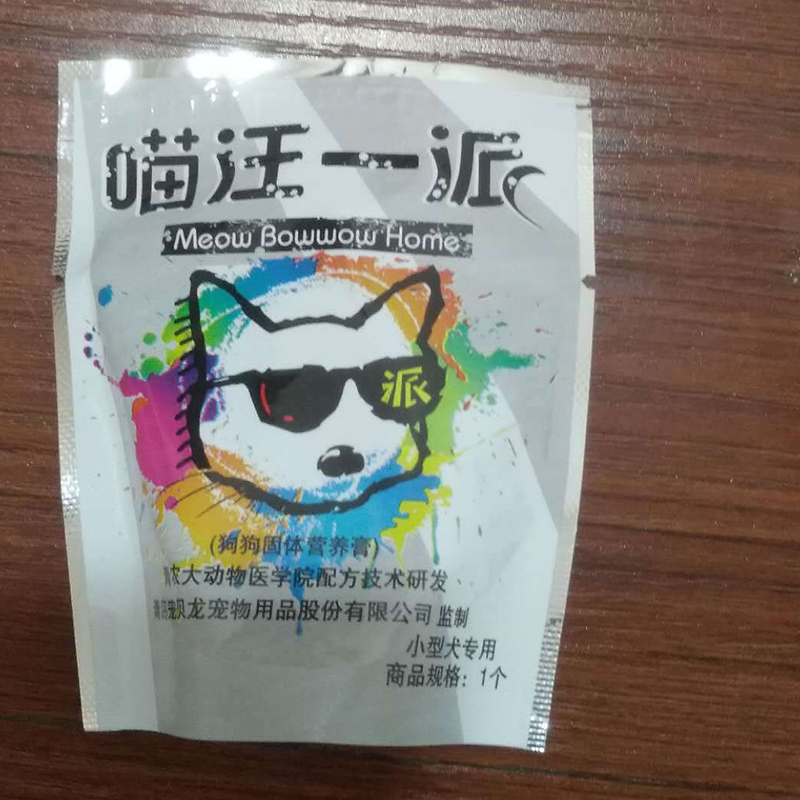 喵汪一派
Meow Bowwow Home
派
(狗狗固体营养膏)
农大动物医学院配方技术研发
宠贝龙宠物用品股份有限公司 监制
小型犬专用
商品规格：1个